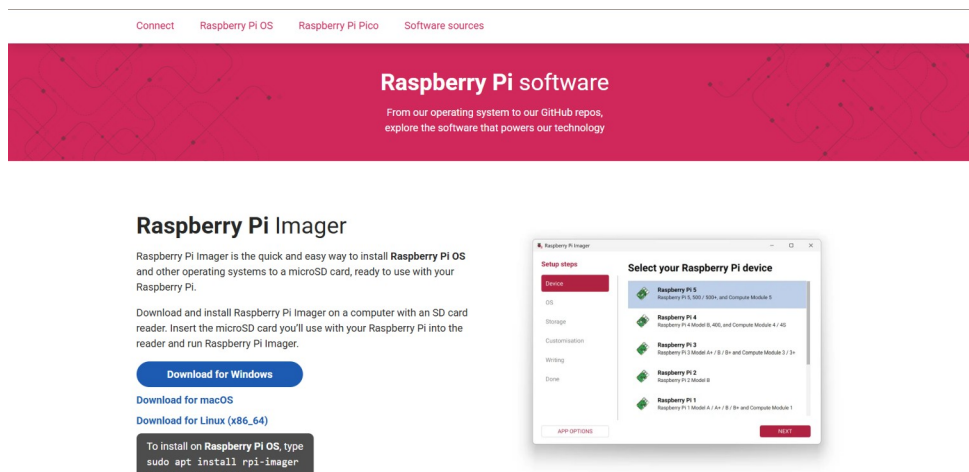 Connect Raspberry Pi OS Raspberry Pi Pico Software sources
Raspberry Pi software
From our operating system to our GitHub repos,
explore the software that powers our technology
Raspberry Pi Imager
Raspberry Pi Imager is the quick and easy way to install Raspberry Pi OS
and other operating systems to a microSD card, ready to use with your
Raspberry Pi.
Download and install Raspberry Pi Imager on a computer with an SD card
reader. Insert the microSD card you'll use with your Raspberry Pi into the
reader and run Raspberry Pi Imager.
Download for Windows
Download for macOS
Download for Linux (x86_64)
To install on Raspberry Pi OS, type
sudo apt install rpi-imager
Raspberry Pi Imager
Setup steps
Device
OS
Storage
Customisation
Writing
Done
Select your Raspberry Pi device
Raspberry Pi 5
Raspberry Pi 5, 500 / 500+, and Compute Module 5
Raspberry Pi 4
Raspberry Pi 4 Model B, 400, and Compute Module 4 / 4S
Raspberry Pi 3
Raspberry Pi 3 Model A+ / B / B+ and Compute Module 3 / 3+
Raspberry Pi 2
Raspberry Pi 2 Model B
Raspberry Pi 1
Raspberry Pi 1 Model A / A+ / B / B+ and Compute Module 1
APP OPTIONS NEXT